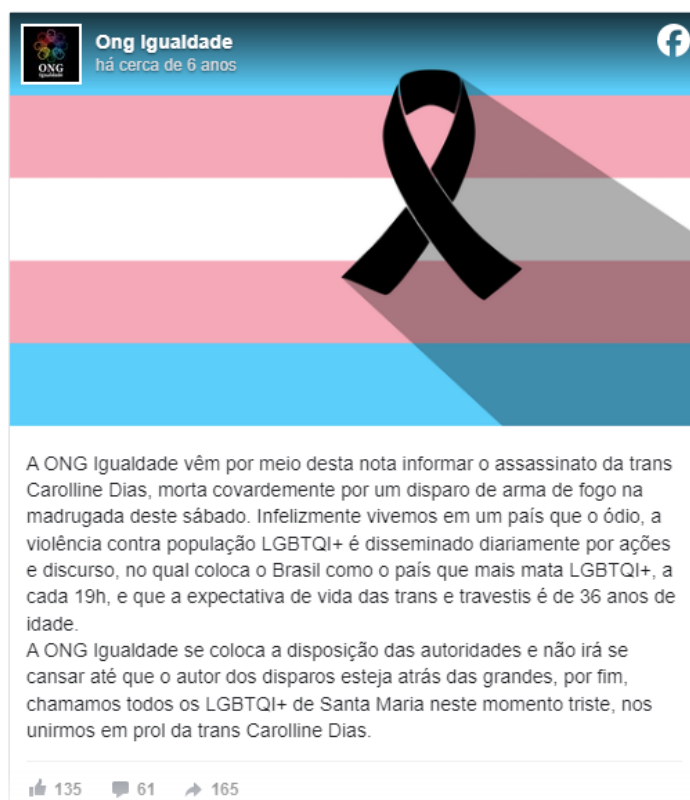 Ong Igualdade
há cerca de 6 anos
ONG
Igualdade
A ONG Igualdade vêm por meio desta nota informar o assassinato da trans
Carolline Dias, morta covardemente por um disparo de arma de fogo na
madrugada deste sábado. Infelizmente vivemos em um país que o ódio, a
violência contra população LGBTQI+ é disseminado diariamente por ações
e discurso, no qual coloca o Brasil como o país que mais mata LGBTQI+, a
cada 19h, e que a expectativa de vida das trans e travestis é de 36 anos de
idade.
A ONG Igualdade se coloca a disposição das autoridades e não irá se
cansar até que o autor dos disparos esteja atrás das grandes, por fim,
chamamos todos os LGBTQI+ de Santa Maria neste momento triste, nos
unirmos em prol da trans Carolline Dias.
135 61 165